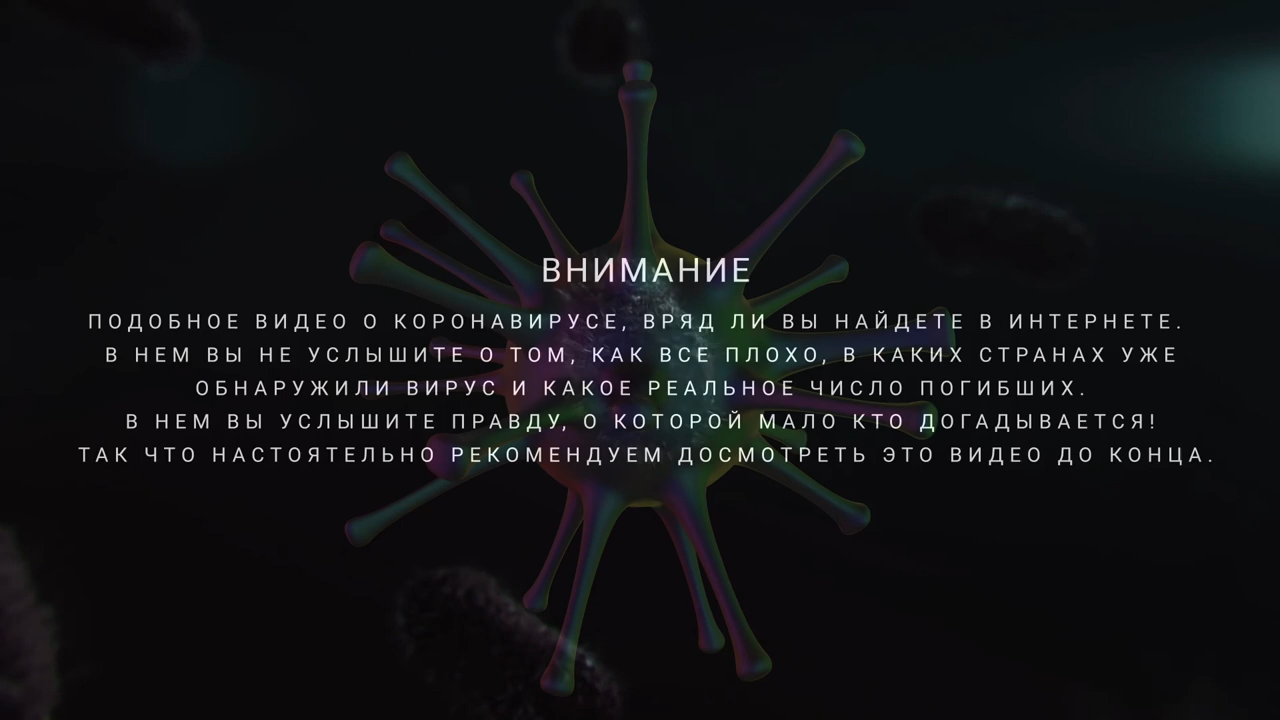 ВНИМАНИЕ
ПОДОБНОЕ ВИДЕО О КОРОНАВИРУСЕ, ВРЯД ЛИ ВЫ НАЙДЕТЕ В ИНТЕРНЕТЕ.
В НЕМ ВЫ НЕ УСЛЫШИТЕ О ТОМ, КАК ВСЕ ПЛОХО, В КАКИХ СТРАНАХ УЖЕ
ОБНАРУЖИЛИ ВИРУС И КАКОЕ РЕАЛЬНОЕ ЧИСЛО ПОГИБШИХ.
В НЕМ ВЫ УСЛЫШИТЕ ПРАВДУ, О КОТОРОЙ МАЛО КТО ДОГАДЫВАЕТСЯ!
ТАК ЧТО НАСТОЯТЕЛЬНО РЕКОМЕНДУЕМ ДОСМОТРЕТЬ ЭТО ВИДЕО ДО КОНЦА.